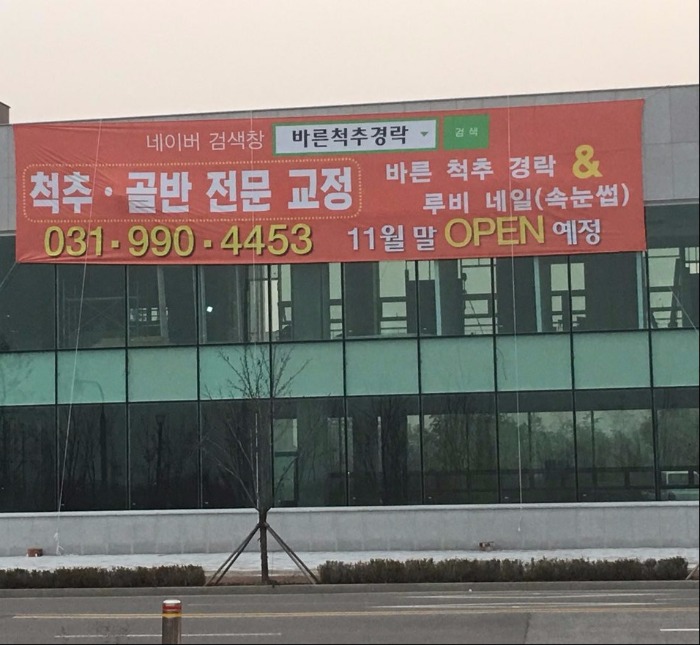 네이버 검색창 바른척추경락 검색
척추·골반 전문 교정
바른 척추 경락 &
루비 네일(속눈썹)
031·990·4453
11월 말 OPEN 예정